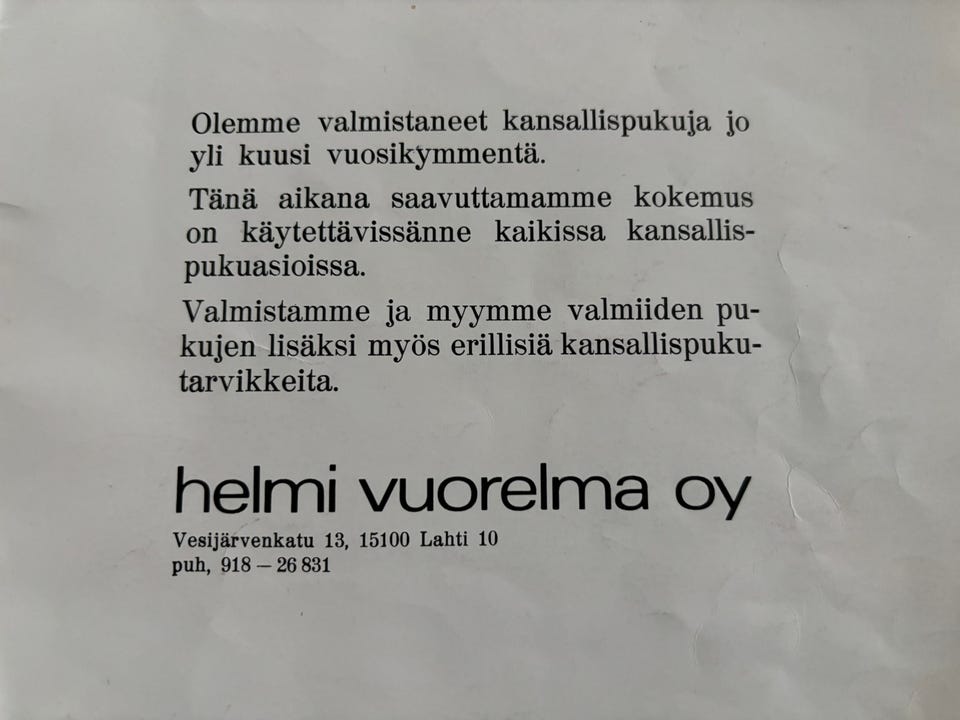 Olemme valmistaneet kansallispukuja jo
yli kuusi vuosikymmentä.
Tänä aikana saavuttamamme kokemus
on käytettävissänne kaikissa kansallis-
pukuasioissa.
Valmistamme ja myymme valmiiden pu-
kujen lisäksi myös erillisiä kansallispuku-
tarvikkeita.
helmi vuorelma oy
Vesijärvenkatu 13, 15100 Lahti 10
puh, 918 – 26 831